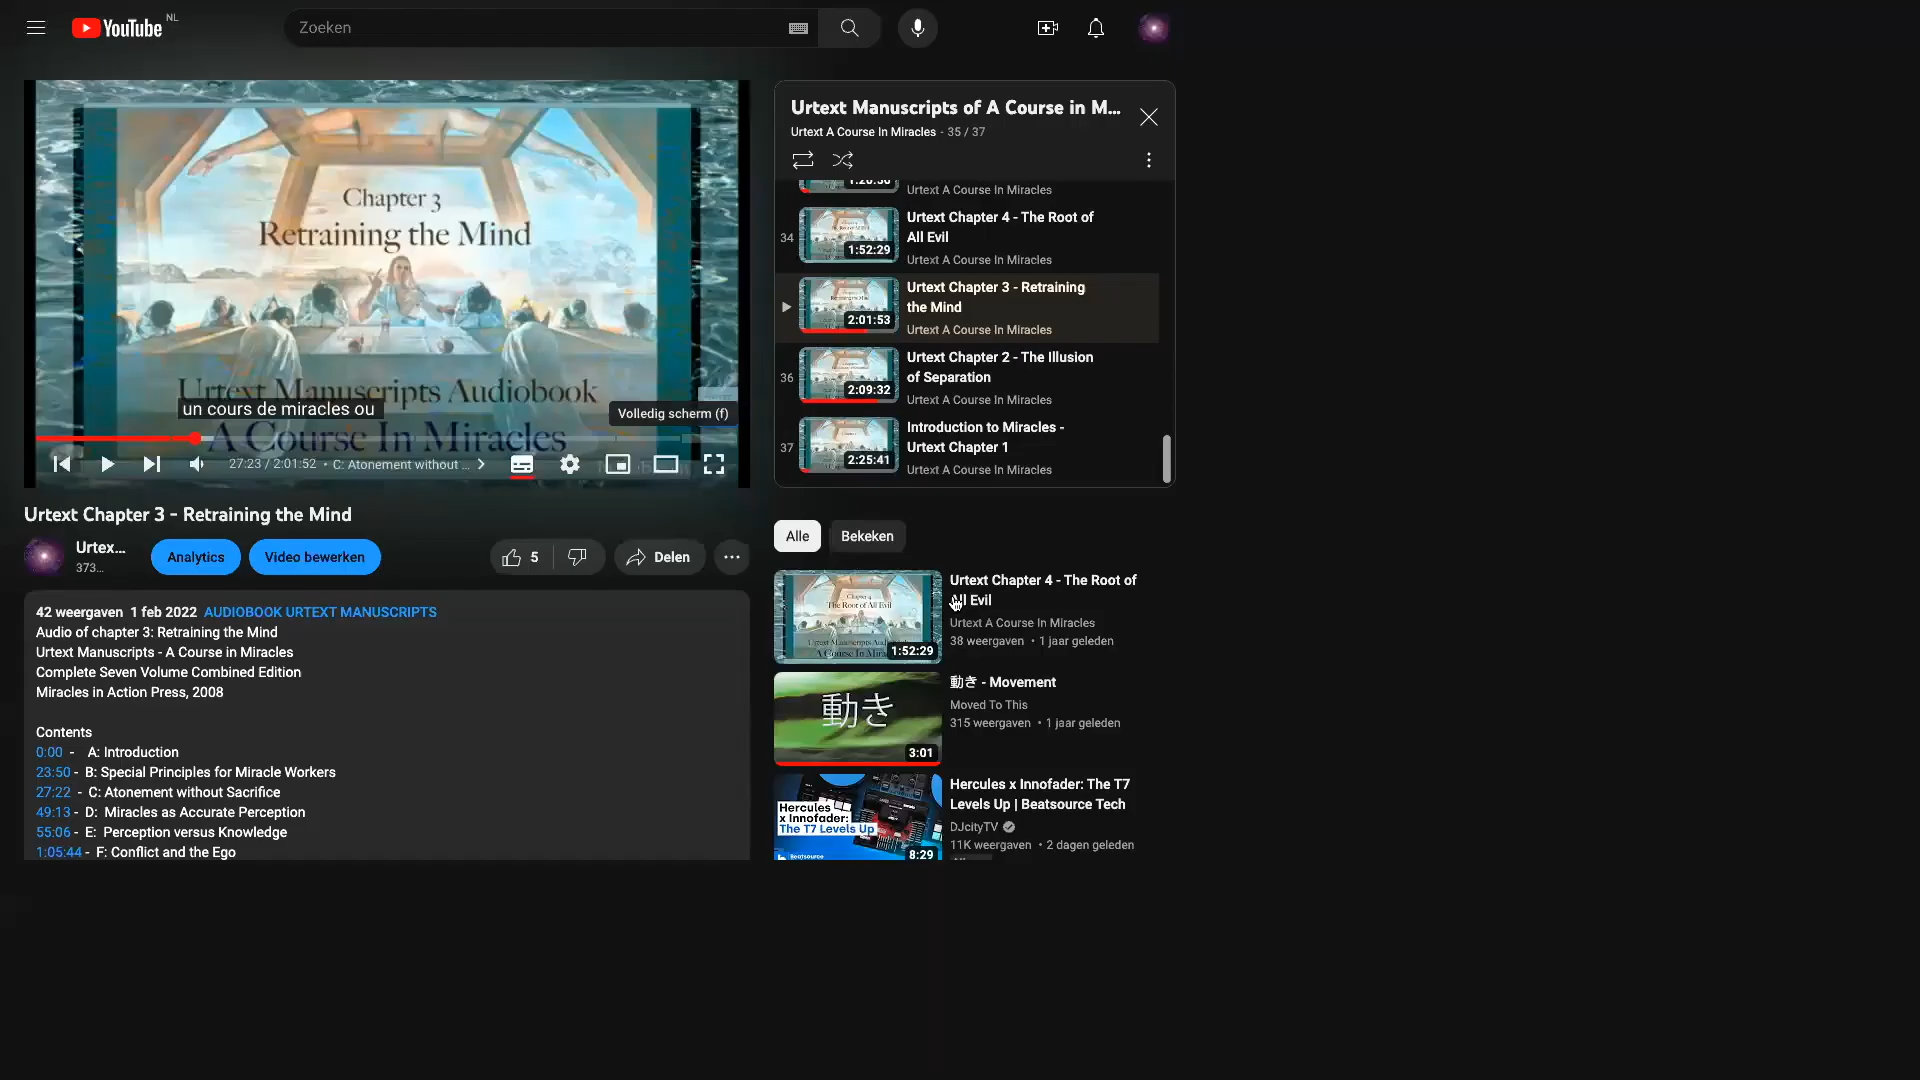 YouTube NL
Zoeken
Chapter 3
Retraining the Mind
Urtext Manuscripts Audiobook
un cours de miracles ou
Volledig scherm (f)
A Course In Miracles
27:23 / 2:01:52 • C: Atonement without ...
Urtext Chapter 3 - Retraining the Mind
Urtex...
373...
Analytics
Video bewerken
5
Delen
42 weergaven 1 feb 2022 AUDIOBOOK URTEXT MANUSCRIPTS
Audio of chapter 3: Retraining the Mind
Urtext Manuscripts - A Course in Miracles
Complete Seven Volume Combined Edition
Miracles in Action Press, 2008
Contents
0:00 - A: Introduction
23:50 - B: Special Principles for Miracle Workers
27:22 - C: Atonement without Sacrifice
49:13 - D: Miracles as Accurate Perception
55:06 - E: Perception versus Knowledge
1:05:44 - F: Conflict and the Ego
Urtext Manuscripts of A Course in M...
Urtext A Course In Miracles - 35 / 37
Urtext A Course In Miracles
34
1:52:29
Urtext Chapter 4 - The Root of
All Evil
Urtext A Course In Miracles
2:01:53
Urtext Chapter 3 - Retraining
the Mind
Urtext A Course In Miracles
36
2:09:32
Urtext Chapter 2 - The Illusion
of Separation
Urtext A Course In Miracles
37
2:25:41
Introduction to Miracles -
Urtext Chapter 1
Urtext A Course In Miracles
Alle
Bekeken
Chapter 4
The Root of All Evil
1:52:29
Urtext Chapter 4 - The Root of
All Evil
Urtext A Course In Miracles
38 weergaven • 1 jaar geleden
動き
3:01
動き - Movement
Moved To This
315 weergaven • 1 jaar geleden
Hercules
x Innofader:
The T7 Levels Up
Beatsource
8:29
Hercules x Innofader: The T7
Levels Up | Beatsource Tech
DJcityTV
11K weergaven • 2 dagen geleden